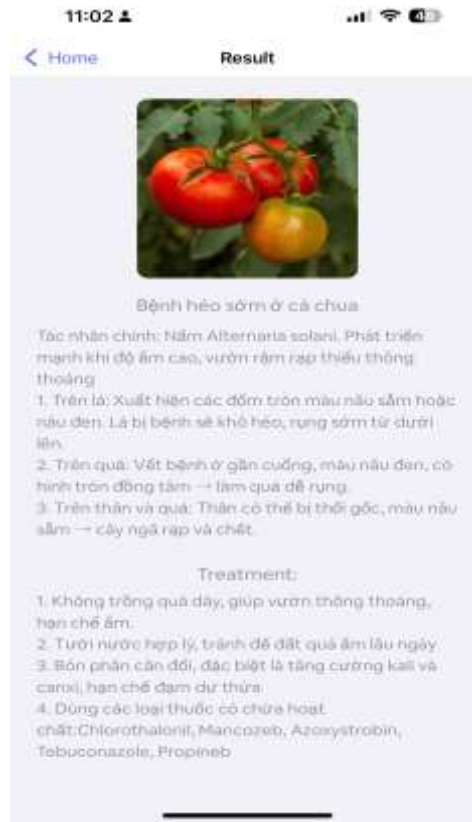 11:02
Home
Result
Bệnh héo sớm ở cà chua
Tác nhân chính: Nấm Alternaria solani. Phát triển
mạnh khi độ ẩm cao, vườn rậm rạp thiếu thông
thoáng
1. Trên lá: Xuất hiện các đốm tròn màu nâu sẫm hoặc
nâu đen. Lá bị bệnh sẽ khô héo, rụng sớm từ dưới
lên.
2. Trên quả: Vết bệnh ở gần cuống, màu nâu đen, có
hình tròn đồng tâm → làm quả dễ rụng.
3. Trên thân và quả: Thân có thể bị thối gốc, màu nâu
sẫm → cây ngã rạp và chết.
Treatment:
1. Không trồng quá dày, giúp vườn thông thoáng,
hạn chế ẩm.
2. Tưới nước hợp lý, tránh để đất quá ẩm lâu ngày
3. Bón phân cân đối, đặc biệt là tăng cường kali và
canxi, hạn chế đạm dư thừa
4. Dùng các loại thuốc có chứa hoạt
chất:Chlorothalonil, Mancozeb, Azoxystrobin,
Tebuconazole, Propineb